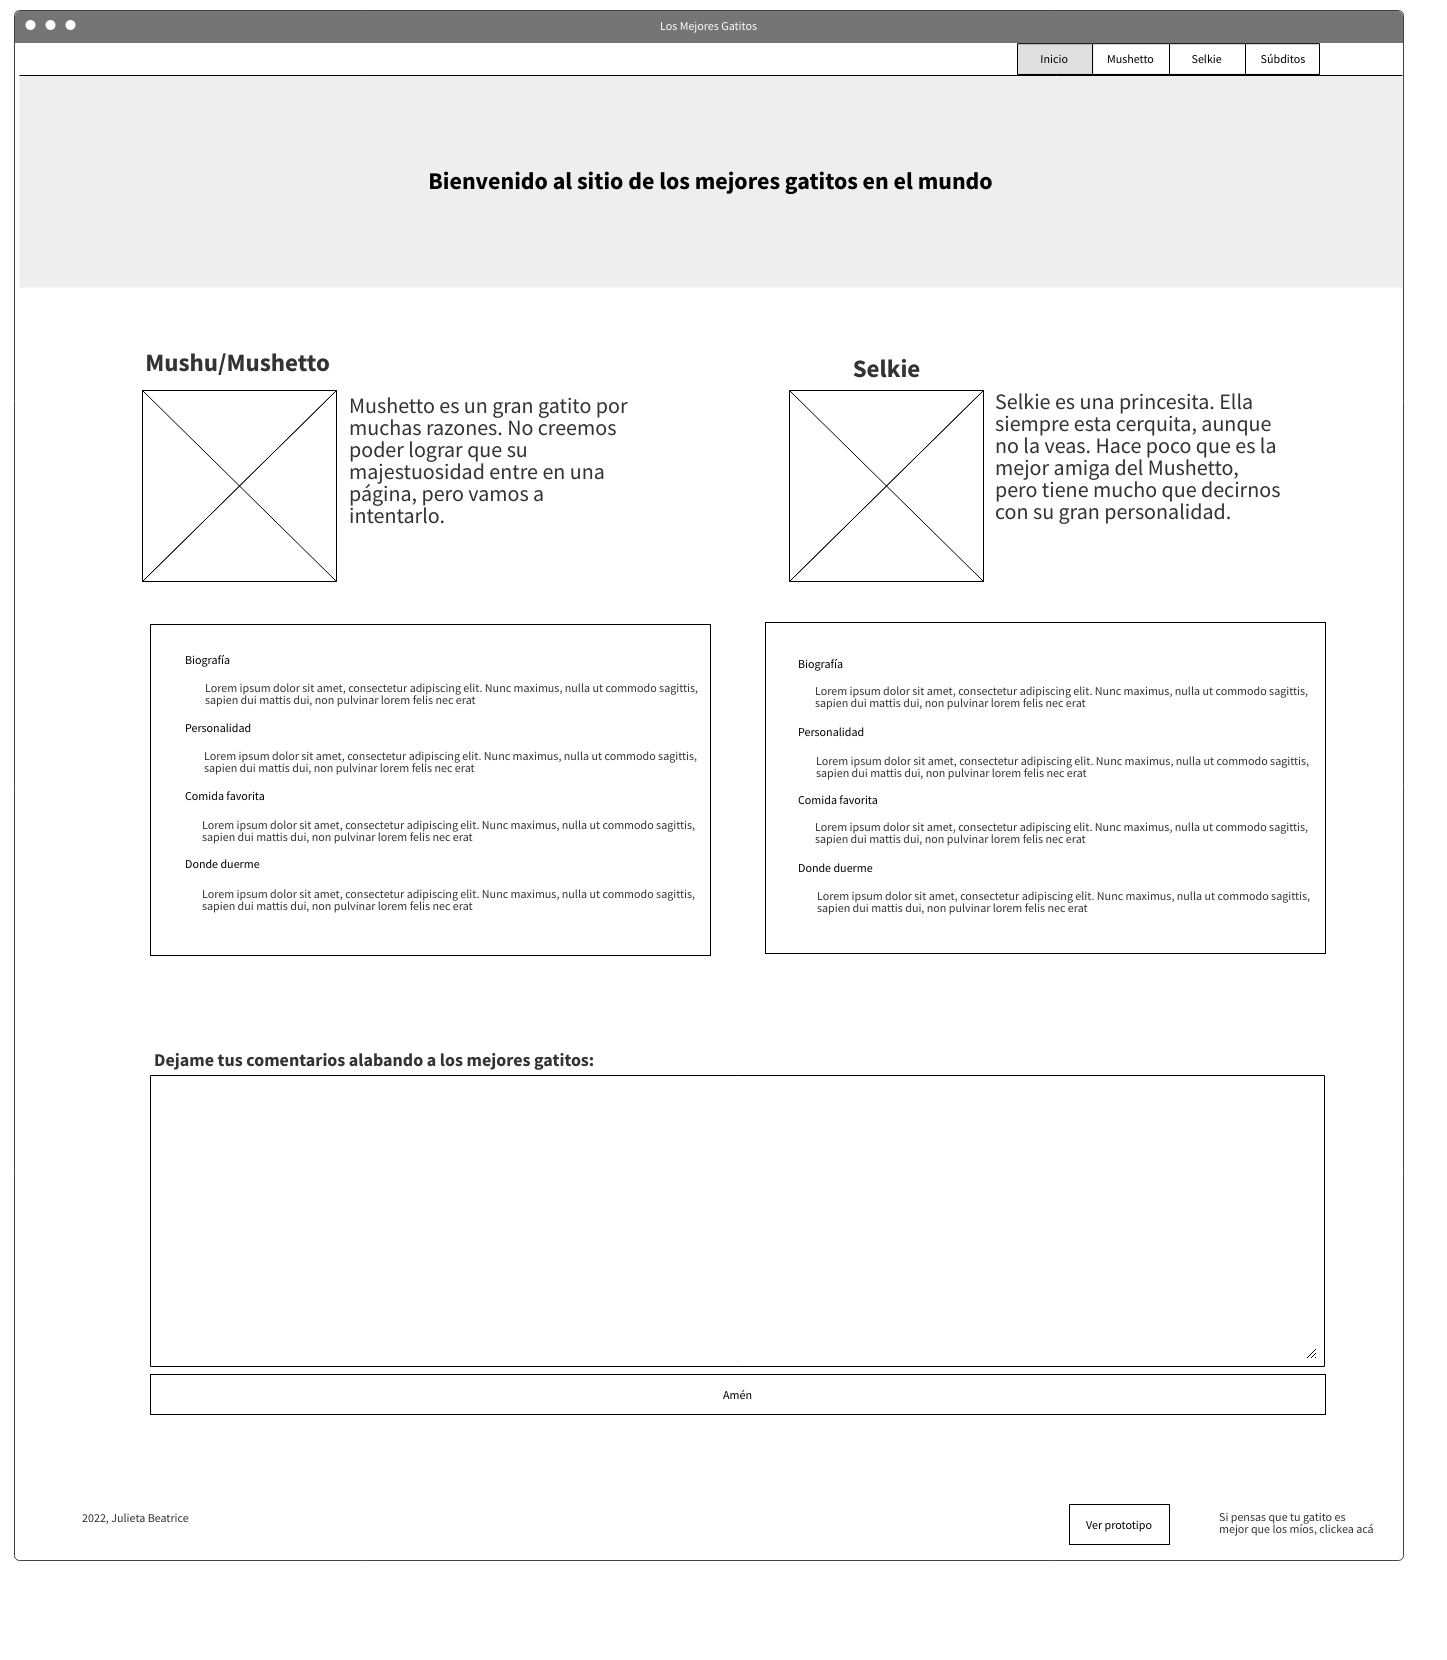 Los Mejores Gatitos
Inicio
Mushetto
Selkie
Súbditos
Bienvenido al sitio de los mejores gatitos en el mundo
Mushu/Mushetto
Mushetto es un gran gatito por
muchas razones. No creemos
poder lograr que su
majestuosidad entre en una
página, pero vamos a
intentarlo.
Selkie
Selkie es una princesita. Ella
siempre esta cerquita, aunque
no la veas. Hace poco que es la
mejor amiga del Mushetto,
pero tiene mucho que decirnos
con su gran personalidad.
Biografía
Lorem ipsum dolor sit amet, consectetur adipiscing elit. Nunc maximus, nulla ut commodo sagittis,
sapien dui mattis dui, non pulvinar lorem felis nec erat
Personalidad
Lorem ipsum dolor sit amet, consectetur adipiscing elit. Nunc maximus, nulla ut commodo sagittis,
sapien dui mattis dui, non pulvinar lorem felis nec erat
Comida favorita
Lorem ipsum dolor sit amet, consectetur adipiscing elit. Nunc maximus, nulla ut commodo sagittis,
sapien dui mattis dui, non pulvinar lorem felis nec erat
Donde duerme
Lorem ipsum dolor sit amet, consectetur adipiscing elit. Nunc maximus, nulla ut commodo sagittis,
sapien dui mattis dui, non pulvinar lorem felis nec erat
Biografía
Lorem ipsum dolor sit amet, consectetur adipiscing elit. Nunc maximus, nulla ut commodo sagittis,
sapien dui mattis dui, non pulvinar lorem felis nec erat
Personalidad
Lorem ipsum dolor sit amet, consectetur adipiscing elit. Nunc maximus, nulla ut commodo sagittis,
sapien dui mattis dui, non pulvinar lorem felis nec erat
Comida favorita
Lorem ipsum dolor sit amet, consectetur adipiscing elit. Nunc maximus, nulla ut commodo sagittis,
sapien dui mattis dui, non pulvinar lorem felis nec erat
Donde duerme
Lorem ipsum dolor sit amet, consectetur adipiscing elit. Nunc maximus, nulla ut commodo sagittis,
sapien dui mattis dui, non pulvinar lorem felis nec erat
Dejame tus comentarios alabando a los mejores gatitos:
Amén
2022, Julieta Beatrice
Ver prototipo
Si pensas que tu gatito es
mejor que los míos, clickea acá